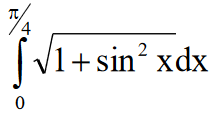 ∫₀^{π/4} √(1 + sin² x) dx